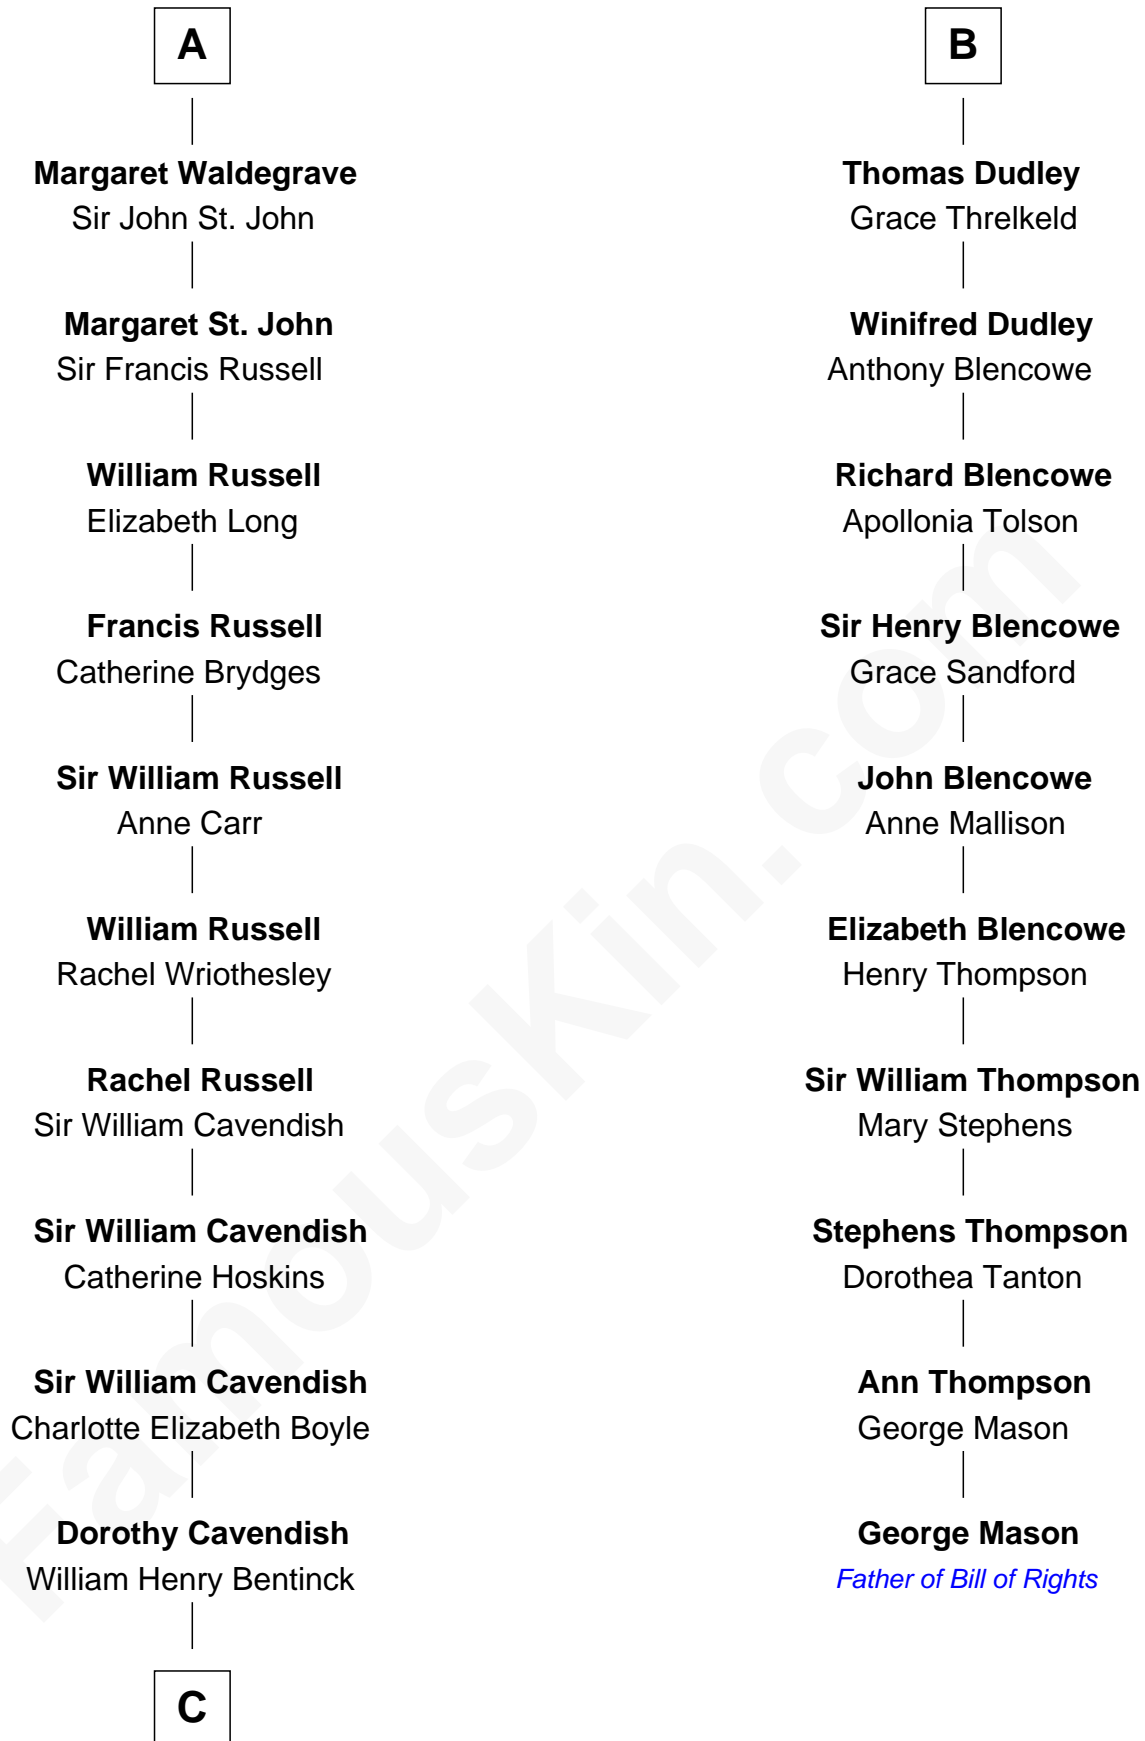 A
Margaret Waldegrave
Sir John St. John
Margaret St. John
Sir Francis Russell
William Russell
Elizabeth Long
Francis Russell
Catherine Brydges
Sir William Russell
Anne Carr
William Russell
Rachel Wriothesley
Rachel Russell
Sir William Cavendish
Sir William Cavendish
Catherine Hoskins
Sir William Cavendish
Charlotte Elizabeth Boyle
Dorothy Cavendish
William Henry Bentinck
C
B
Thomas Dudley
Grace Threlkeld
Winifred Dudley
Anthony Blencowe
Richard Blencowe
Apollonia Tolson
Sir Henry Blencowe
Grace Sandford
John Blencowe
Anne Mallison
Elizabeth Blencowe
Henry Thompson
Sir William Thompson
Mary Stephens
Stephens Thompson
Dorothea Tanton
Ann Thompson
George Mason
George Mason
Father of Bill of Rights
FamousKin.com